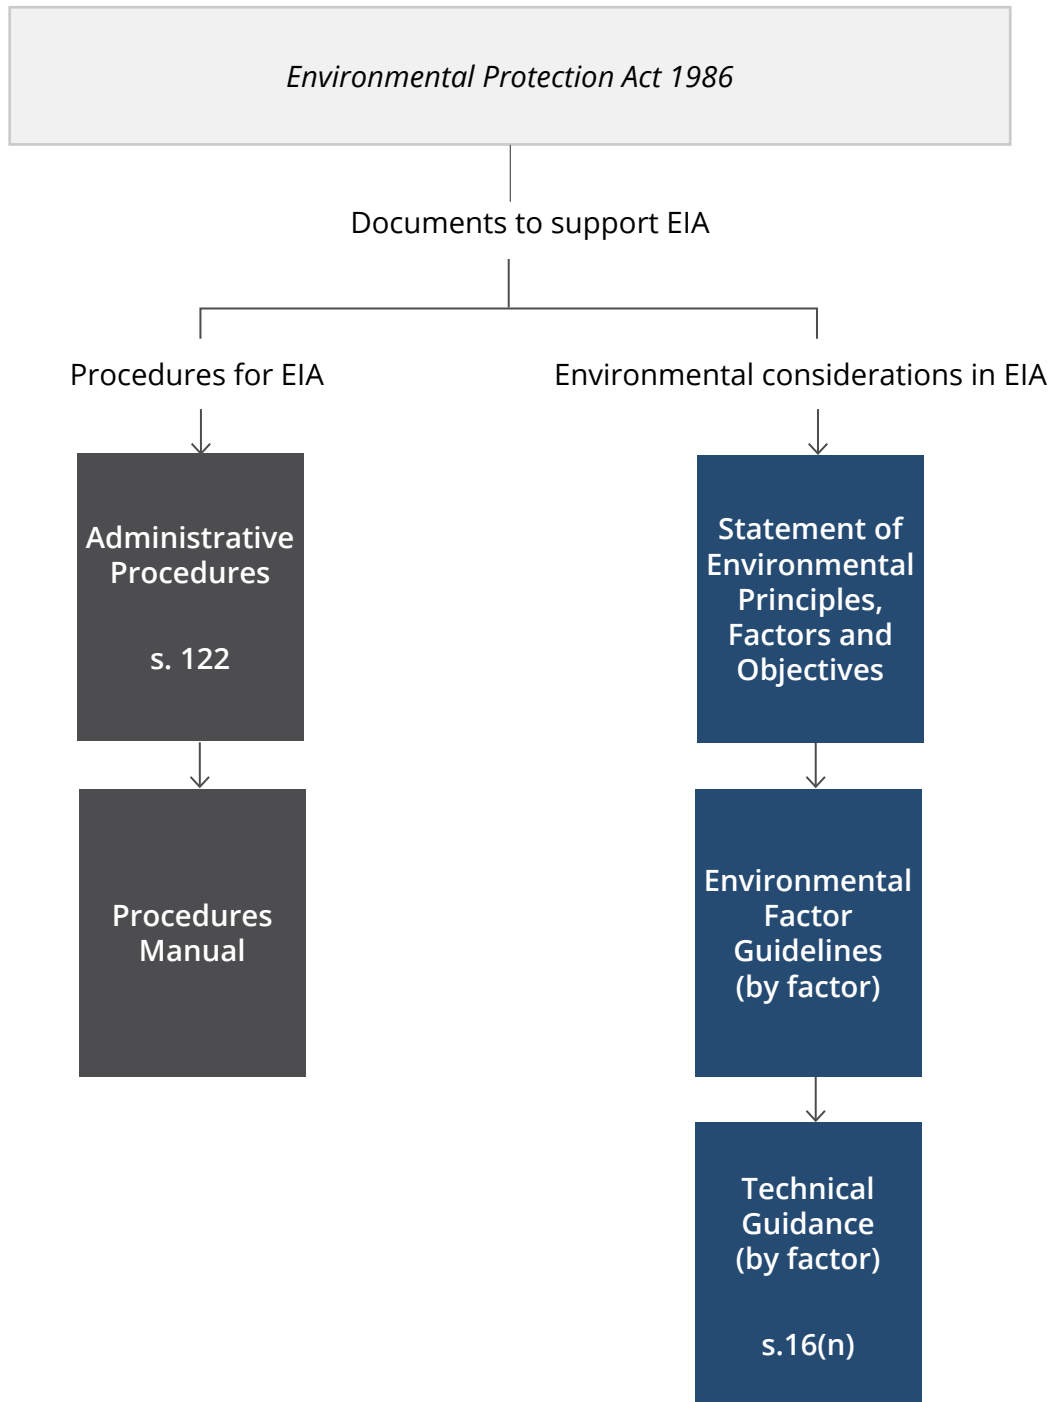 Environmental Protection Act 1986
Documents to support EIA
Procedures for EIA
Environmental considerations in EIA
Administrative
Procedures
s. 122
Statement of
Environmental
Principles,
Factors and
Objectives
Procedures
Manual
Environmental
Factor
Guidelines
(by factor)
Technical
Guidance
(by factor)
s.16(n)